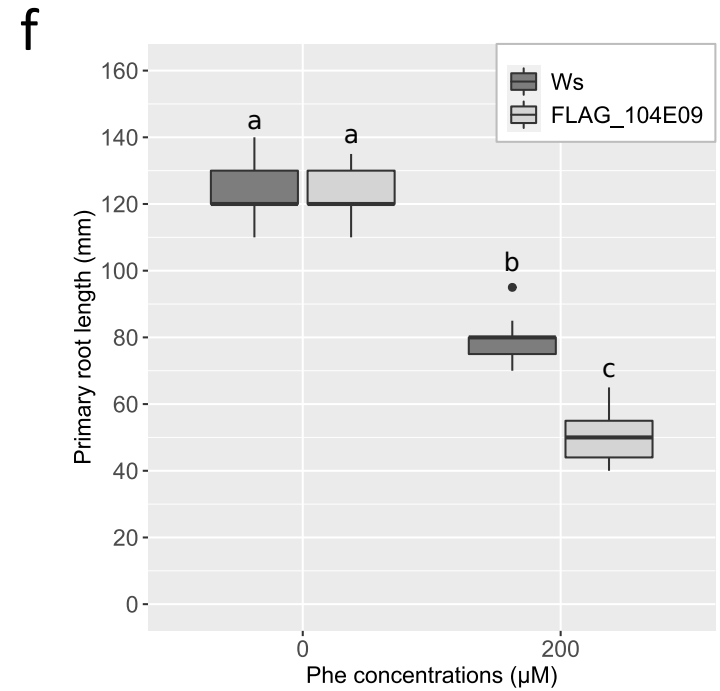 f
Ws
FLAG_104E09
160
140
120
100
80
60
40
20
0
Primary root length (mm)
a
a
b
c
0
200
Phe concentrations (µM)